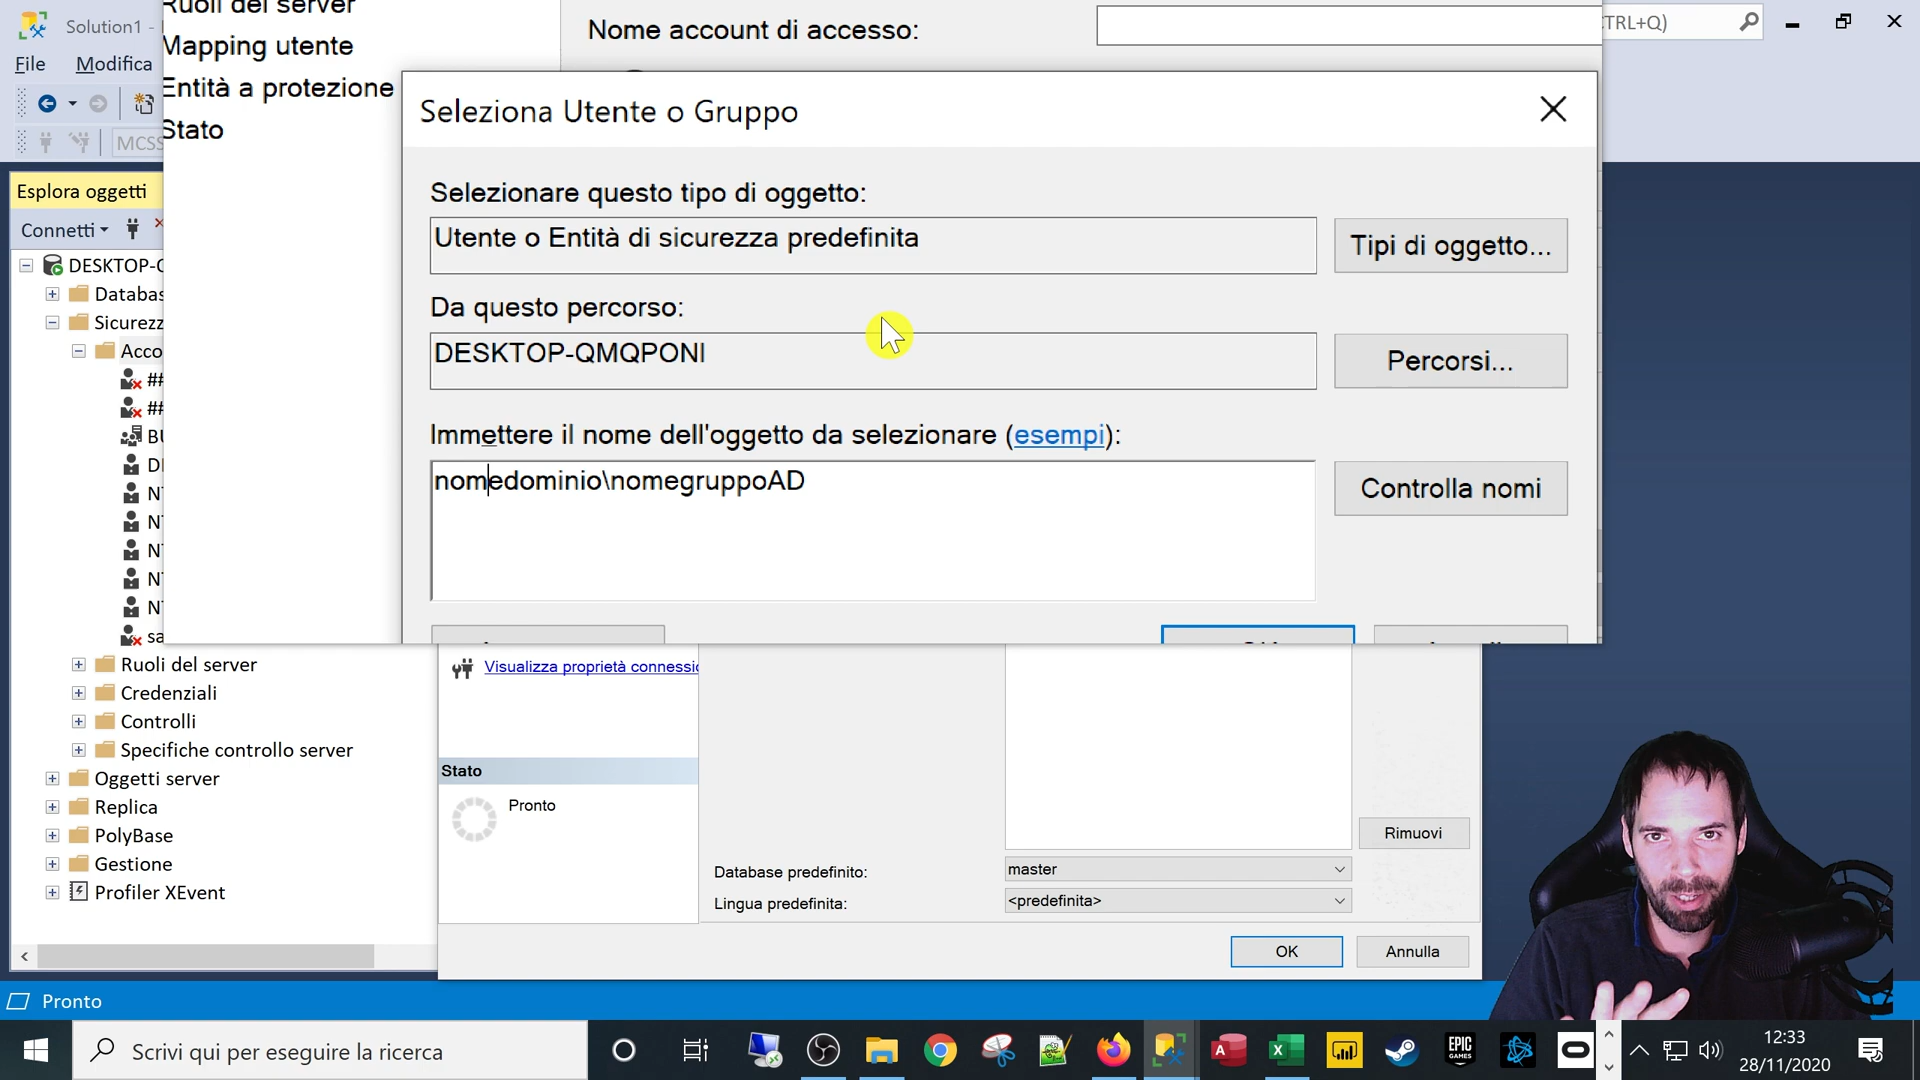 Solution1 -
TRL+Q)
File Modifica
MCSS
Ruoli del server
Mapping utente
Entità a protezione
Stato
Nome account di accesso:
Seleziona Utente o Gruppo
Selezionare questo tipo di oggetto:
Utente o Entità di sicurezza predefinita
Tipi di oggetto...
Da questo percorso:
DESKTOP-QMQPONI
Percorsi...
Immettere il nome dell'oggetto da selezionare (esempi):
nomedominio\nomegruppoAD
Controlla nomi
Esplora oggetti
Connetti
DESKTOP-
Databas
Sicurezz
Acco
##
##
BU
D
N
N
N
N
N
sa
Ruoli del server
Credenziali
Controlli
Specifiche controllo server
Oggetti server
Replica
PolyBase
Gestione
Profiler XEvent
Visualizza proprietà connessio
Stato
Pronto
Rimuovi
Database predefinito:
master
Lingua predefinita:
<predefinita>
OK
Annulla
Pronto
Scrivi qui per eseguire la ricerca
EPIC
GAMES
12:33
28/11/2020